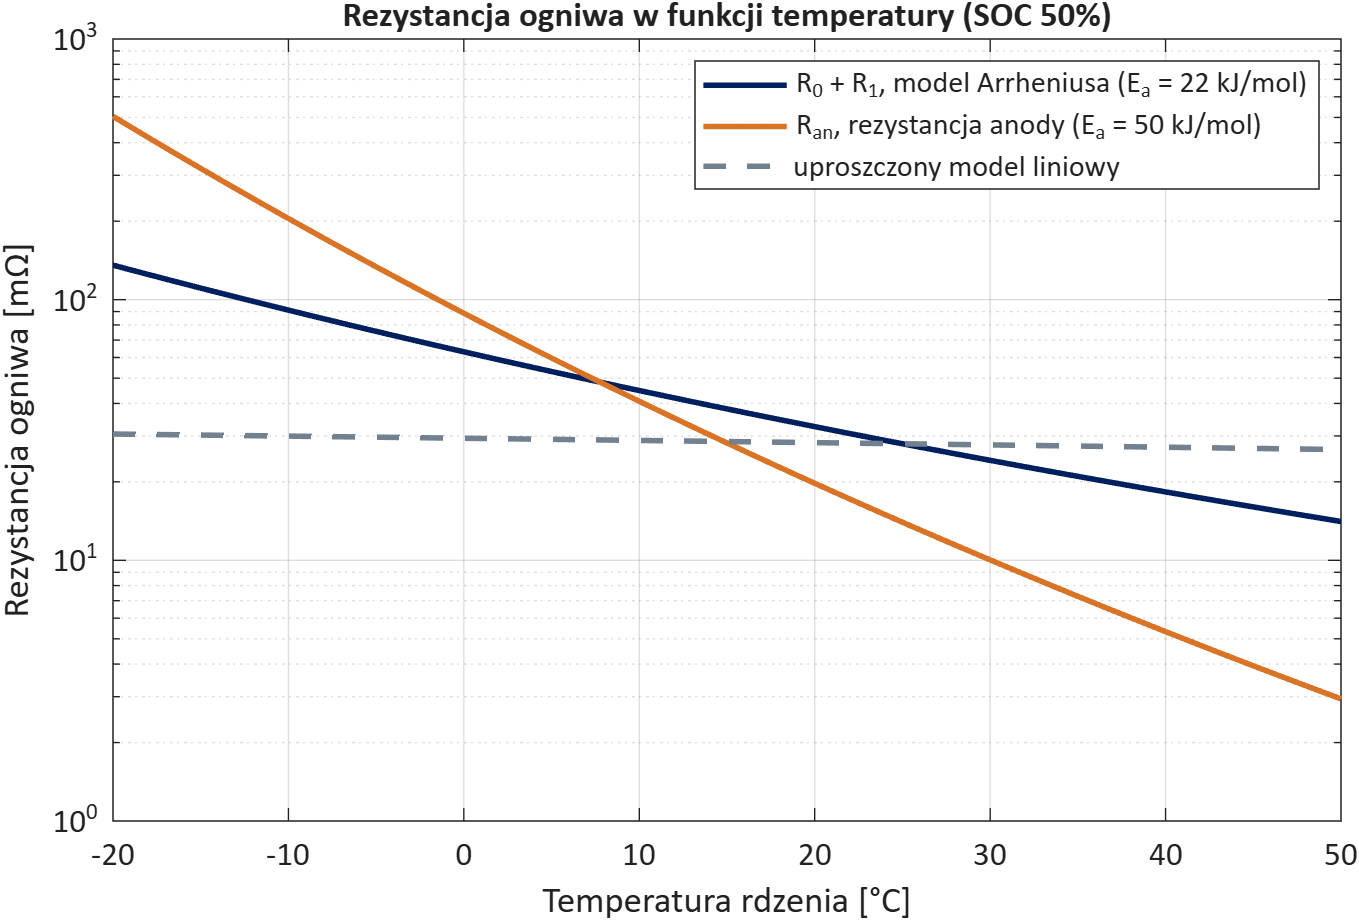 Rezystancja ogniwa w funkcji temperatury (SOC 50%)
R₀ + R₁, model Arrheniusa (Eₐ = 22 kJ/mol)
Rₐₙ, rezystancja anody (Eₐ = 50 kJ/mol)
uproszczony model liniowy
Rezystancja ogniwa [mΩ]
10³
10²
10¹
10⁰
-20 -10 0 10 20 30 40 50
Temperatura rdzenia [°C]